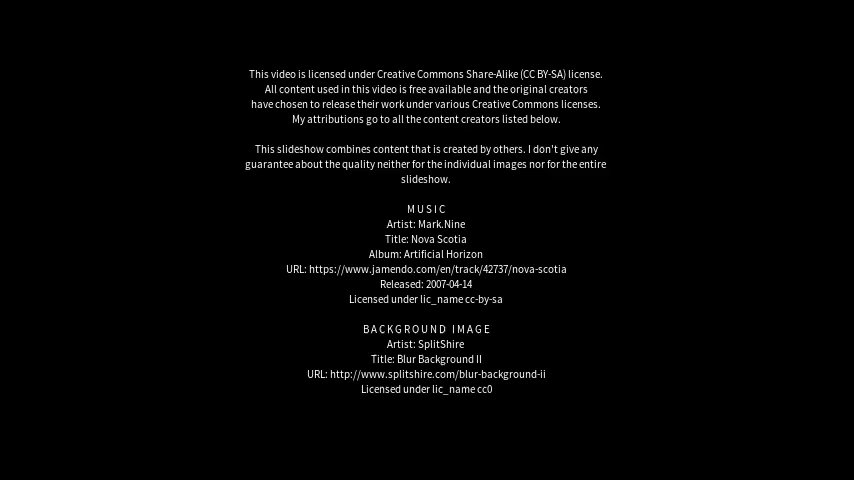 This video is licensed under Creative Commons Share-Alike (CC BY-SA) license.
All content used in this video is free available and the original creators
have chosen to release their work under various Creative Commons licenses.
My attributions go to all the content creators listed below.
This slideshow combines content that is created by others. I don't give any
guarantee about the quality neither for the individual images nor for the entire
slideshow.
MUSIC
Artist: Mark.Nine
Title: Nova Scotia
Album: Artificial Horizon
URL: https://www.jamendo.com/en/track/42737/nova-scotia
Released: 2007-04-14
Licensed under lic_name cc-by-sa
BACKGROUND IMAGE
Artist: SplitShire
Title: Blur Background II
URL: http://www.splitshire.com/blur-background-ii
Licensed under lic_name cc0